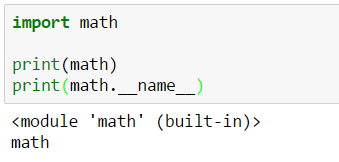 import math
print(math)
print(math.__name__)
<module 'math' (built-in)>
math